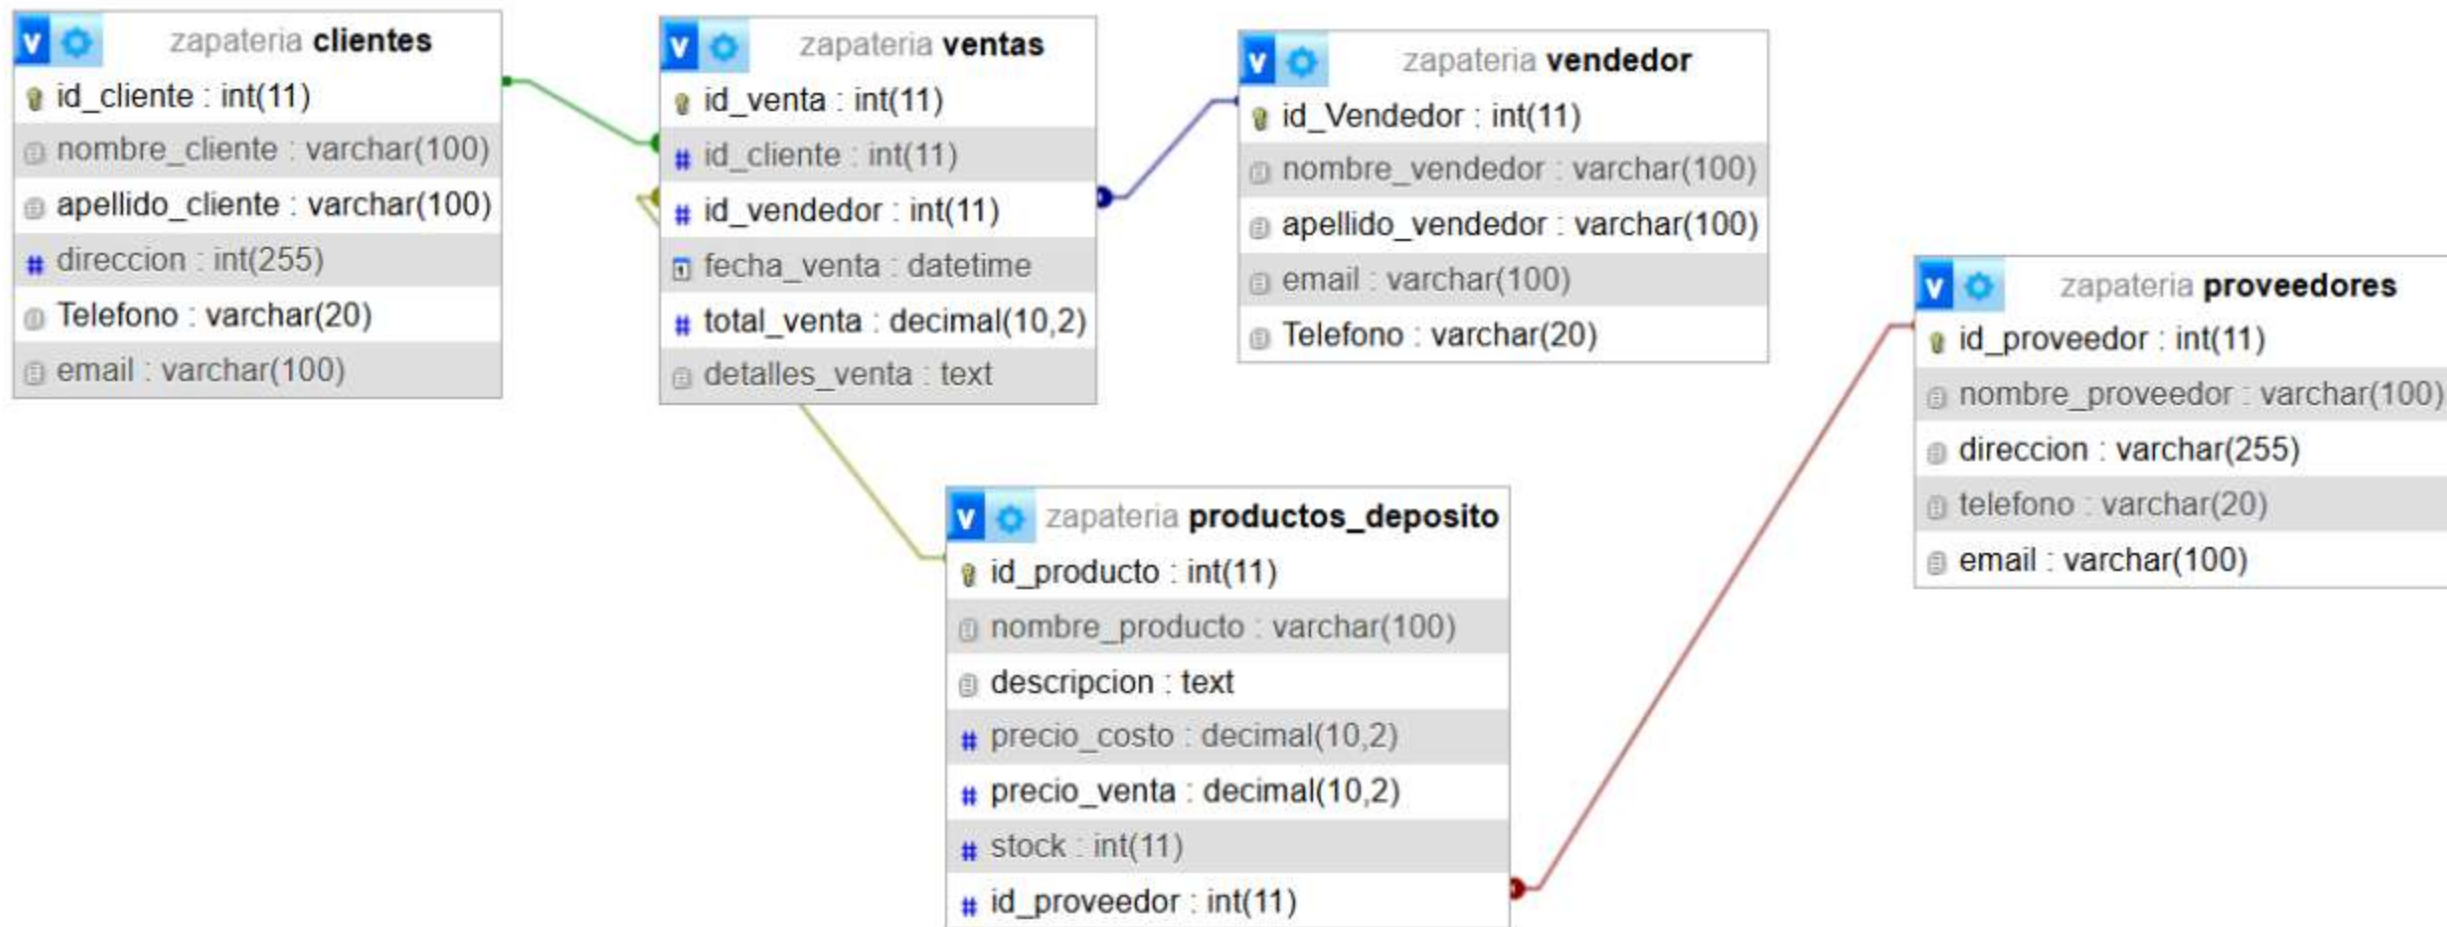 zapateria clientes
id_cliente : int(11)
nombre_cliente : varchar(100)
apellido_cliente : varchar(100)
direccion : int(255)
Telefono : varchar(20)
email : varchar(100)
zapateria ventas
id_venta : int(11)
id_cliente : int(11)
id_vendedor : int(11)
fecha_venta : datetime
total_venta : decimal(10,2)
detalles_venta : text
zapateria vendedor
id_Vendedor : int(11)
nombre_vendedor : varchar(100)
apellido_vendedor : varchar(100)
email : varchar(100)
Telefono : varchar(20)
zapateria proveedores
id_proveedor : int(11)
nombre_proveedor : varchar(100)
direccion : varchar(255)
telefono : varchar(20)
email : varchar(100)
zapateria productos_deposito
id_producto : int(11)
nombre_producto : varchar(100)
descripcion : text
precio_costo : decimal(10,2)
precio_venta : decimal(10,2)
stock : int(11)
id_proveedor : int(11)